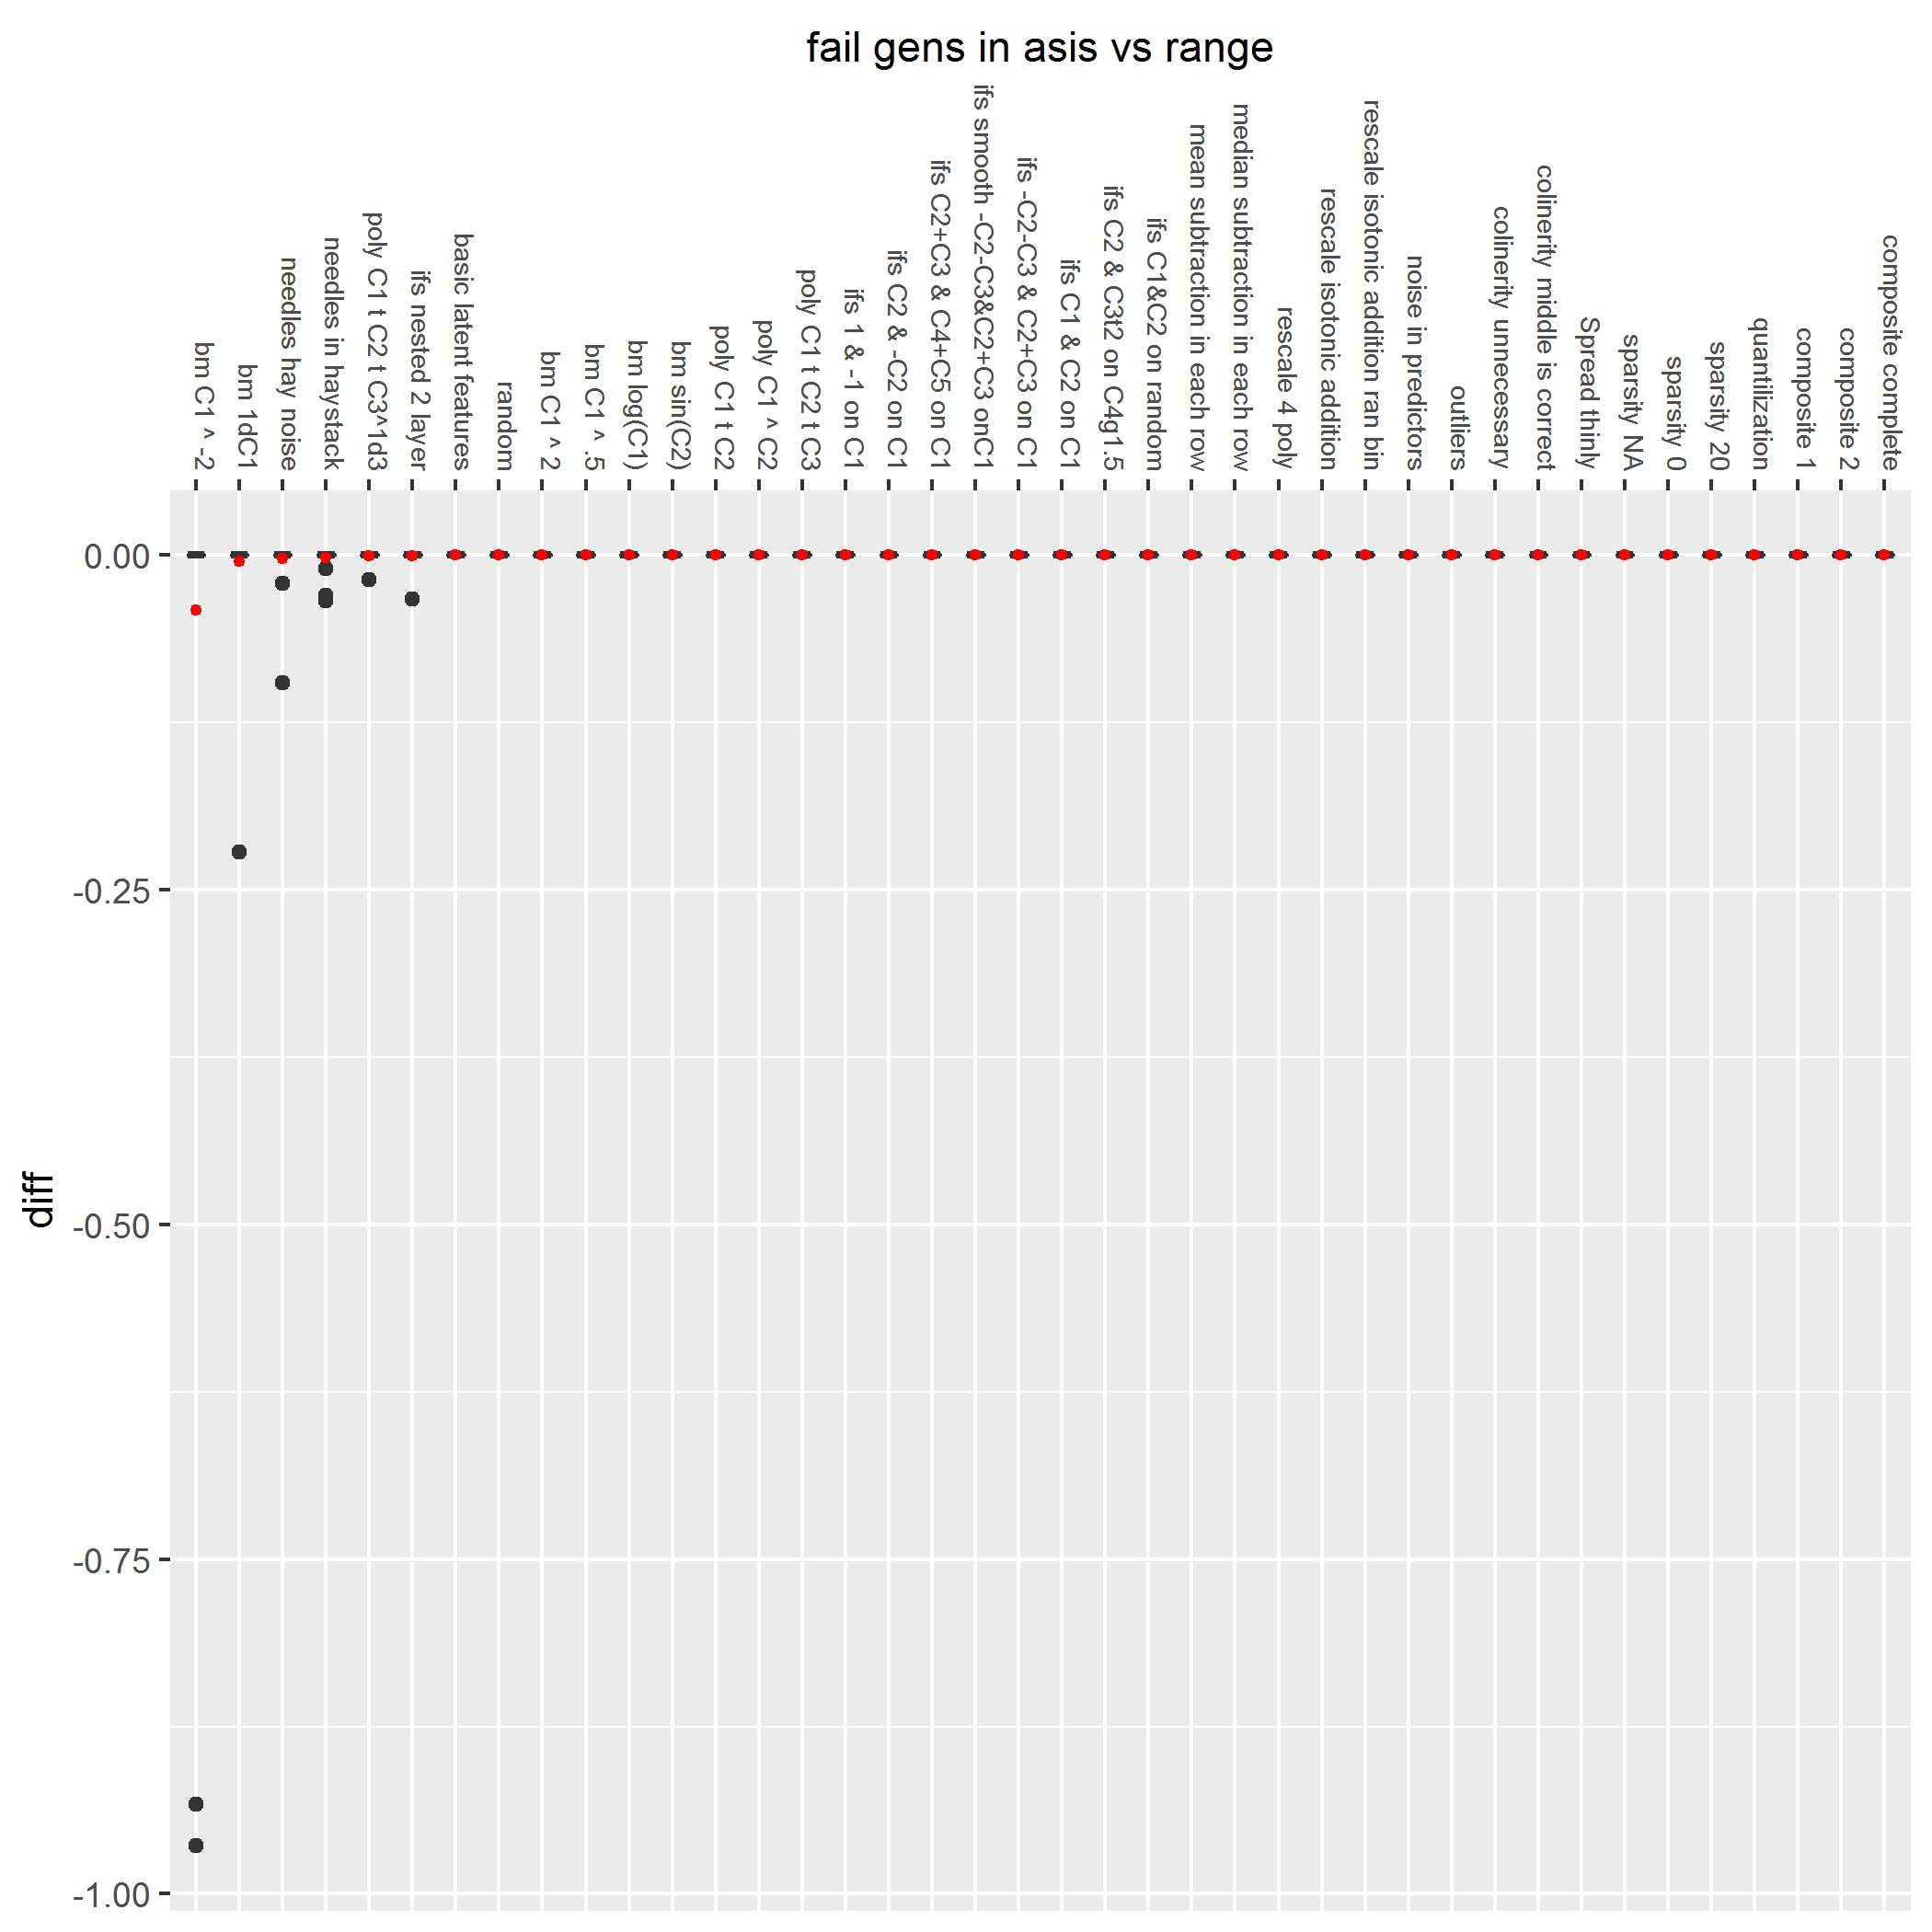 fail gens in asis vs range
bm C1 ^ -2
bm 1dC1
needles hay noise
needles in haystack
poly C1 t C2 t C3^1d3
ifs nested 2 layer
basic latent features
random
bm C1 ^ 2
bm C1 ^ .5
bm log(C1)
bm sin(C2)
poly C1 t C2
poly C1 ^ C2
poly C1 t C2 t C3
ifs 1 & -1 on C1
ifs C2 & -C2 on C1
ifs C2+C3 & C4+C5 on C1
ifs smooth -C2-C3&C2+C3 onC1
ifs -C2-C3 & C2+C3 on C1
ifs C1 & C2 on C1
ifs C2 & C3t2 on C4g1.5
ifs C1&C2 on random
mean subtraction in each row
median subtraction in each row
rescale 4 poly
rescale isotonic addition
rescale isotonic addition ran bin
noise in predictors
outliers
colinerity unnecessary
colinerity middle is correct
Spread thinly
sparsity NA
sparsity 0
sparsity 20
quantilization
composite 1
composite 2
composite complete
0.00
-0.25
-0.50
-0.75
-1.00
diff